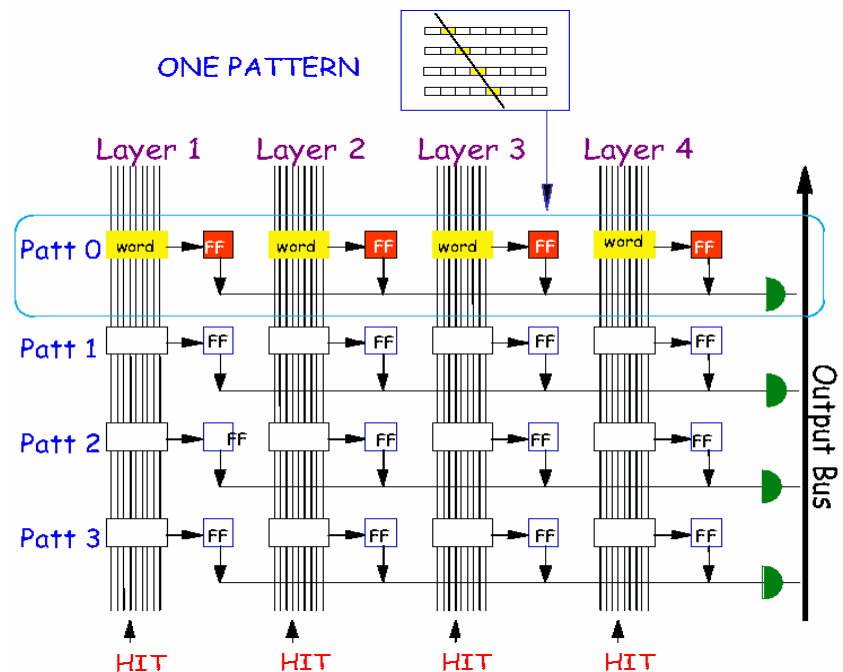 ONE PATTERN
Layer 1 Layer 2 Layer 3 Layer 4
Patt 0 word FF word FF word FF word FF
Patt 1 FF FF FF FF
Patt 2 FF FF FF FF
Patt 3 FF FF FF FF
Output Bus
HIT HIT HIT HIT